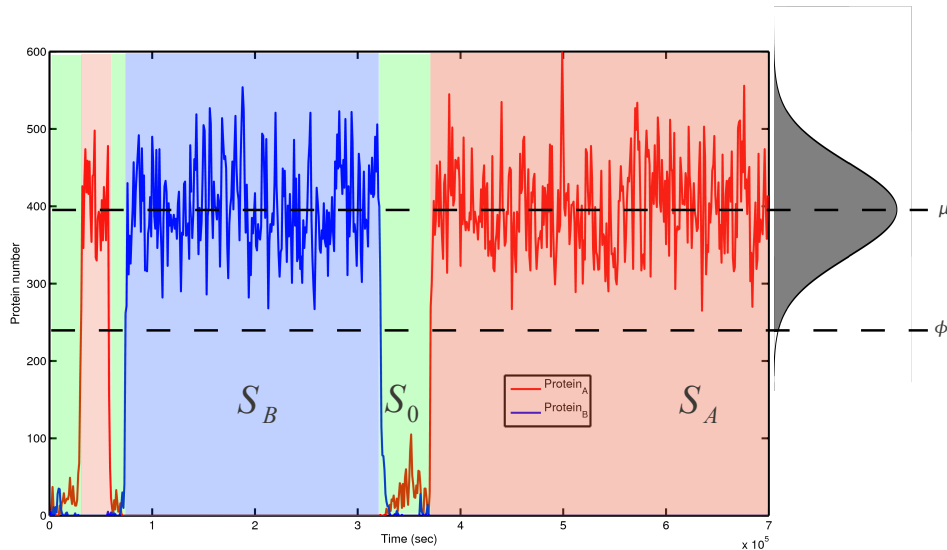 600
500
400
300
200
100
0
Protein number
μ
ϕ
S_B
S_0
S_A
Protein_A
Protein_B
0 1 2 3 4 5 6 7
Time (sec)
x 10^5